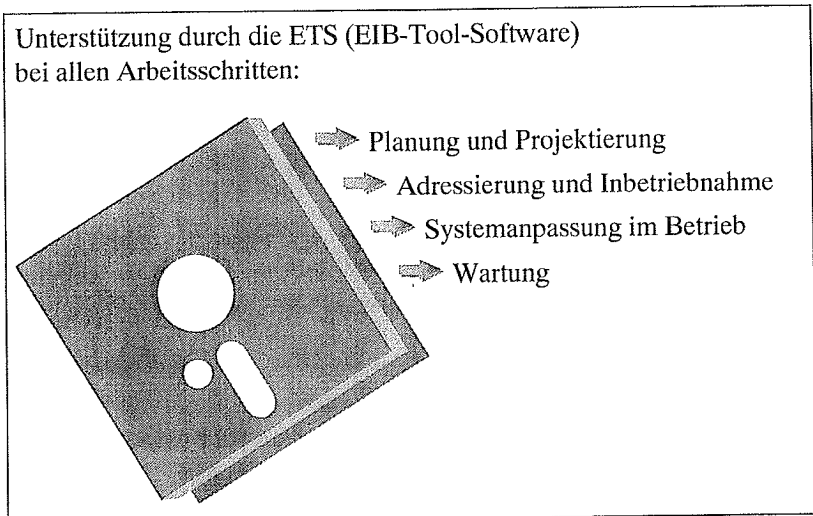 Unterstützung durch die ETS (EIB-Tool-Software)
bei allen Arbeitsschritten:
Planung und Projektierung
Adressierung und Inbetriebnahme
Systemanpassung im Betrieb
Wartung